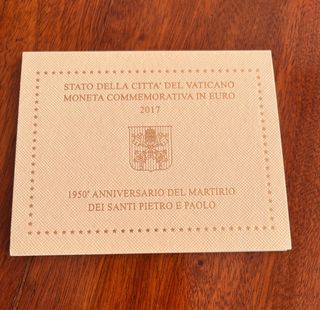 STATO DELLA CITTA' DEL VATICANO
MONETA COMMEMORATIVA IN EURO
2017
1950° ANNIVERSARIO DEL MARTIRIO
DEI SANTI PIETRO E PAOLO